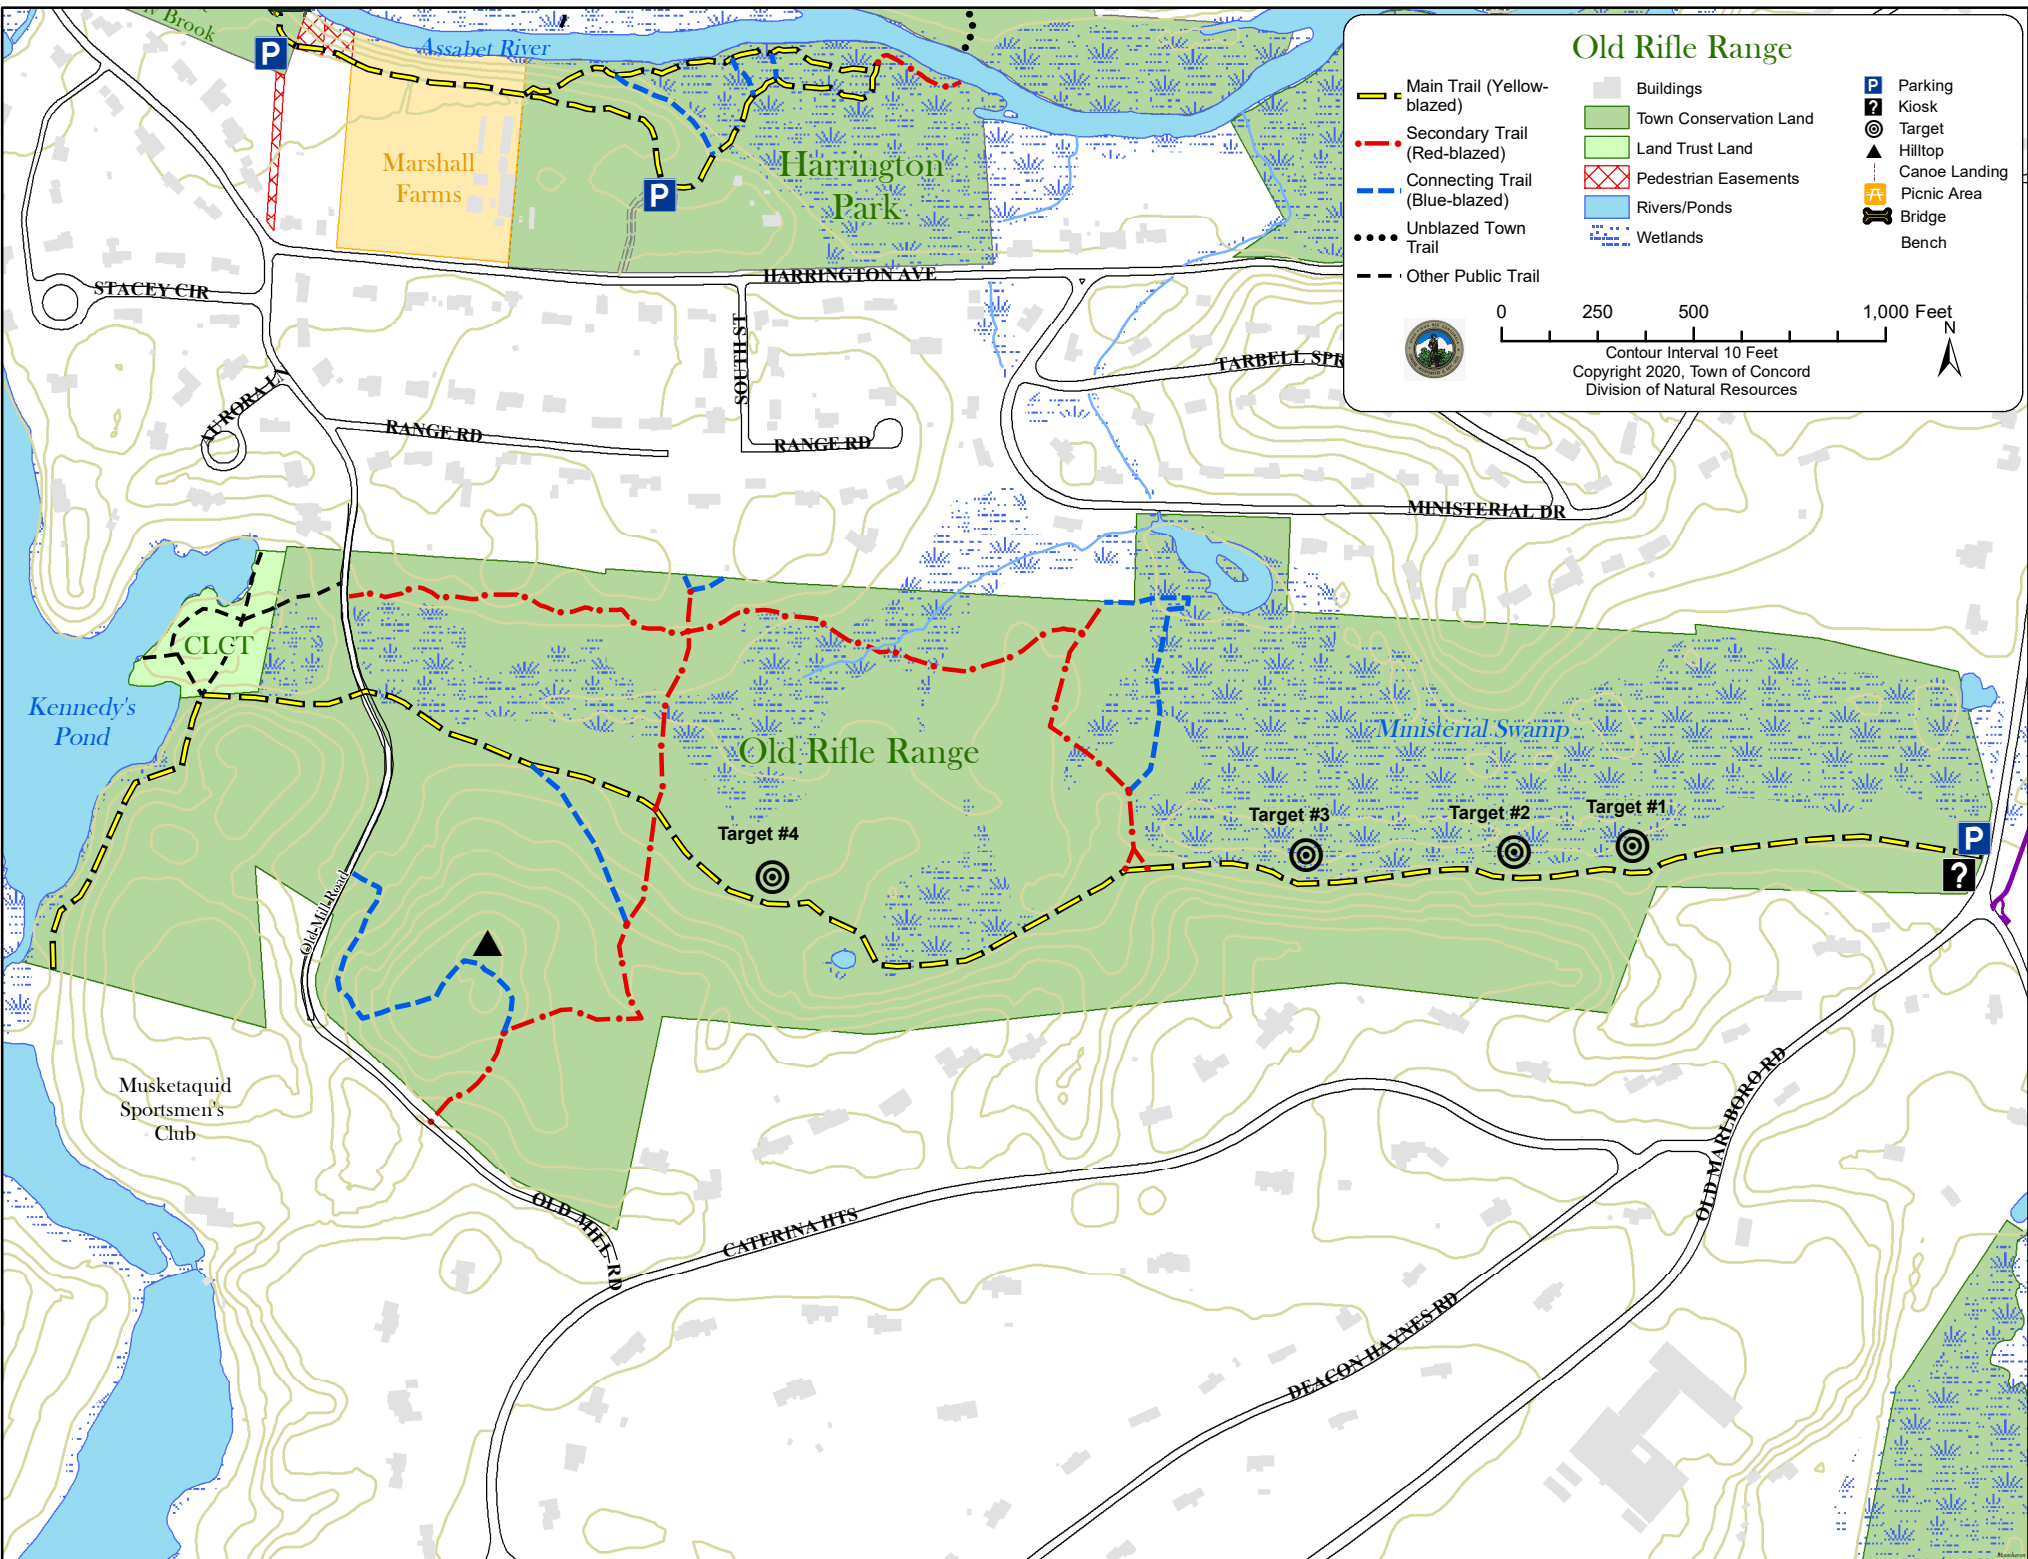 Brook
Assabet River
P
Marshall
Farms
Harrington
Park
P
HARRINGTON AVE
STACEY CIR
SOUTH ST
AURORA LN
RANGE RD
RANGE RD
TARBELL SPR
MINISTERIAL DR
Old Rifle Range
Main Trail (Yellow-
blazed)
Secondary Trail
(Red-blazed)
Connecting Trail
(Blue-blazed)
Unblazed Town
Trail
Other Public Trail
Buildings
Town Conservation Land
Land Trust Land
Pedestrian Easements
Rivers/Ponds
Wetlands
P Parking
? Kiosk
Target
Hilltop
Canoe Landing
Picnic Area
Bridge
Bench
0 250 500 1,000 Feet
N
Contour Interval 10 Feet
Copyright 2020, Town of Concord
Division of Natural Resources
CLCT
Kennedy's
Pond
Old Rifle Range
Ministerial Swamp
Target #4
Target #3
Target #2
Target #1
P
?
Old Mill Road
Musketaquid
Sportsmen's
Club
OLD MILL RD
CATERINA HTS
DEACON HAYNES RD
OLD MARLBORO RD